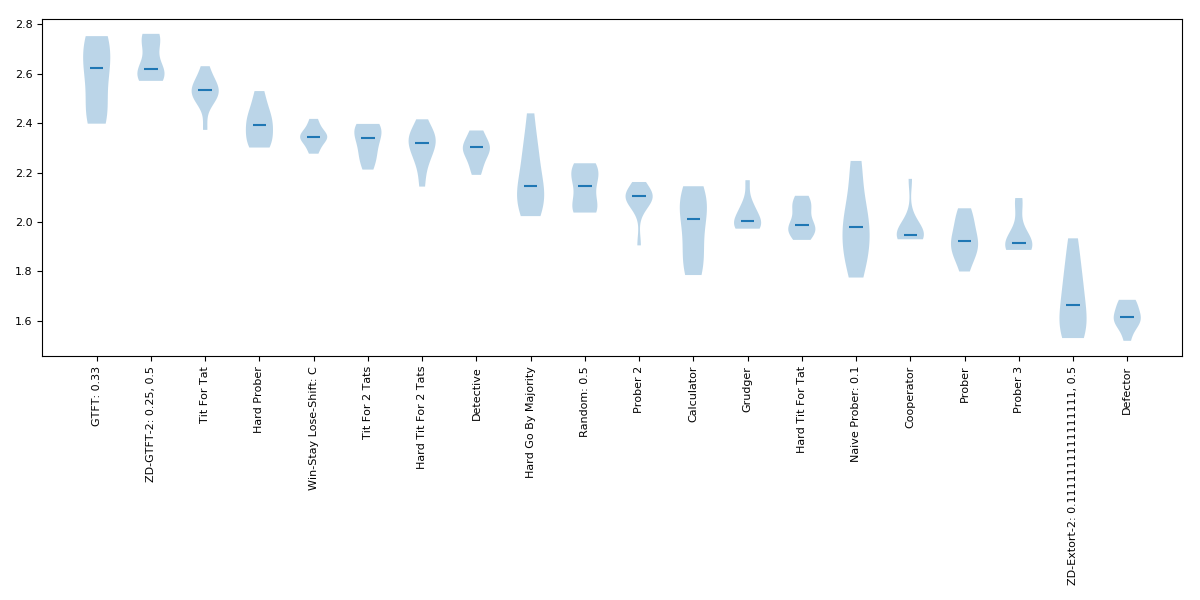 2.8
2.6
2.4
2.2
2.0
1.8
1.6
GTFT: 0.33
ZD-GTFT-2: 0.25, 0.5
Tit For Tat
Hard Prober
Win-Stay Lose-Shift: C
Tit For 2 Tats
Hard Tit For 2 Tats
Detective
Hard Go By Majority
Random: 0.5
Prober 2
Calculator
Grudger
Hard Tit For Tat
Naive Prober: 0.1
Cooperator
Prober
Prober 3
ZD-Extort-2: 0.1111111111111111, 0.5
Defector